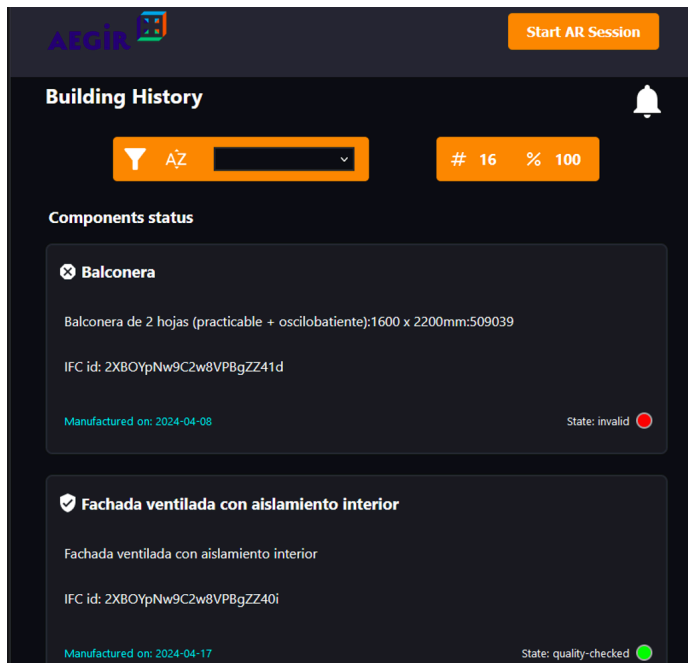 AEGIR
Start AR Session
Building History
AZ
# 16 % 100
Components status
Balconera
Balconera de 2 hojas (practicable + oscilobatiente):1600 x 2200mm:509039
IFC id: 2XBOYpNw9C2w8VPBgZZ41d
Manufactured on: 2024-04-08 State: invalid
Fachada ventilada con aislamiento interior
Fachada ventilada con aislamiento interior
IFC id: 2XBOYpNw9C2w8VPBgZZ40i
Manufactured on: 2024-04-17 State: quality-checked